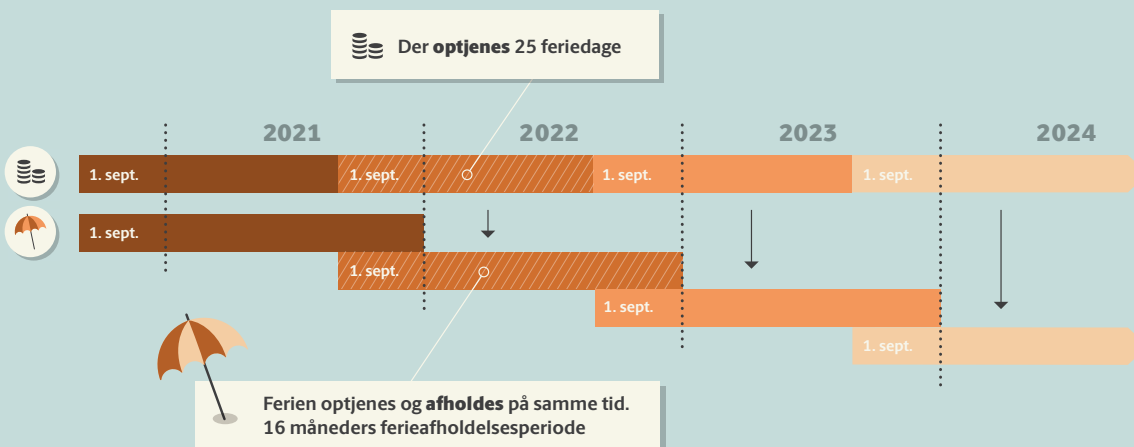 Der optjenes 25 feriedage
2021 2022 2023 2024
1. sept. 1. sept. 1. sept. 1. sept.
1. sept.
1. sept.
1. sept.
1. sept.
Ferien optjenes og afholdes på samme tid.
16 måneders ferieafholdelsesperiode